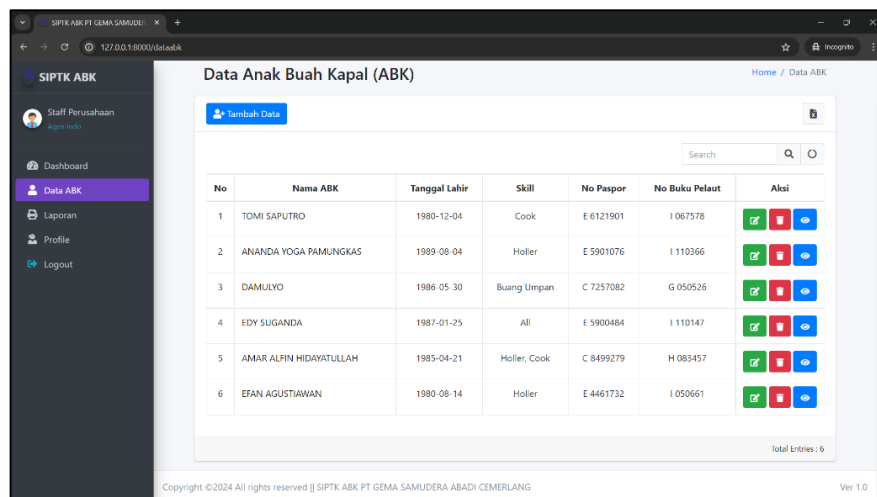 SIPTK ABK PT GEMA SAMUDER
127.0.0.1:8000/dataabk
Incognito
SIPTK ABK
Data Anak Buah Kapal (ABK)
Home / Data ABK
Staff Perusahaan
Agen Indo
Tambah Data
Search
Dashboard
Data ABK
Laporan
Profile
Logout
No Nama ABK Tanggal Lahir Skill No Paspor No Buku Pelaut Aksi
1 TOMI SAPUTRO 1980-12-04 Cook E 6121901 I 067578
2 ANANDA YOGA PAMUNGKAS 1989-08-04 Holler E 5901076 I 110366
3 DAMULYO 1986-05-30 Buang Umpan C 7257082 G 050526
4 EDY SUGANDA 1987-01-25 All E 5900484 I 110147
5 AMAR ALFIN HIDAYATULLAH 1985-04-21 Holler, Cook C 8499279 H 083457
6 EFAN AGUSTIAWAN 1980-08-14 Holler E 4461732 I 050661
Total Entries : 6
Copyright ©2024 All rights reserved || SIPTK ABK PT GEMA SAMUDERA ABADI CEMERLANG
Ver 1.0